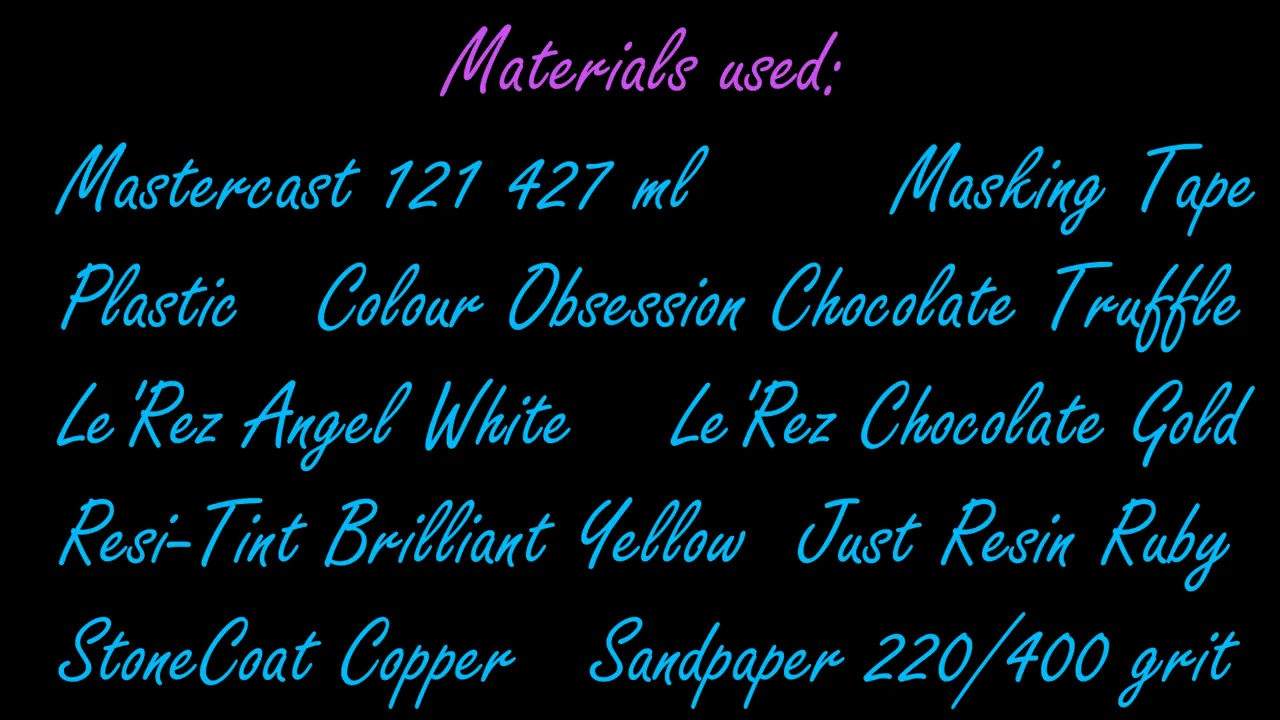 Materials used:
Mastercast 121 427 ml Masking Tape
Plastic Colour Obsession Chocolate Truffle
Le'Rez Angel White Le'Rez Chocolate Gold
Resi-Tint Brilliant Yellow Just Resin Ruby
StoneCoat Copper Sandpaper 220/400 grit